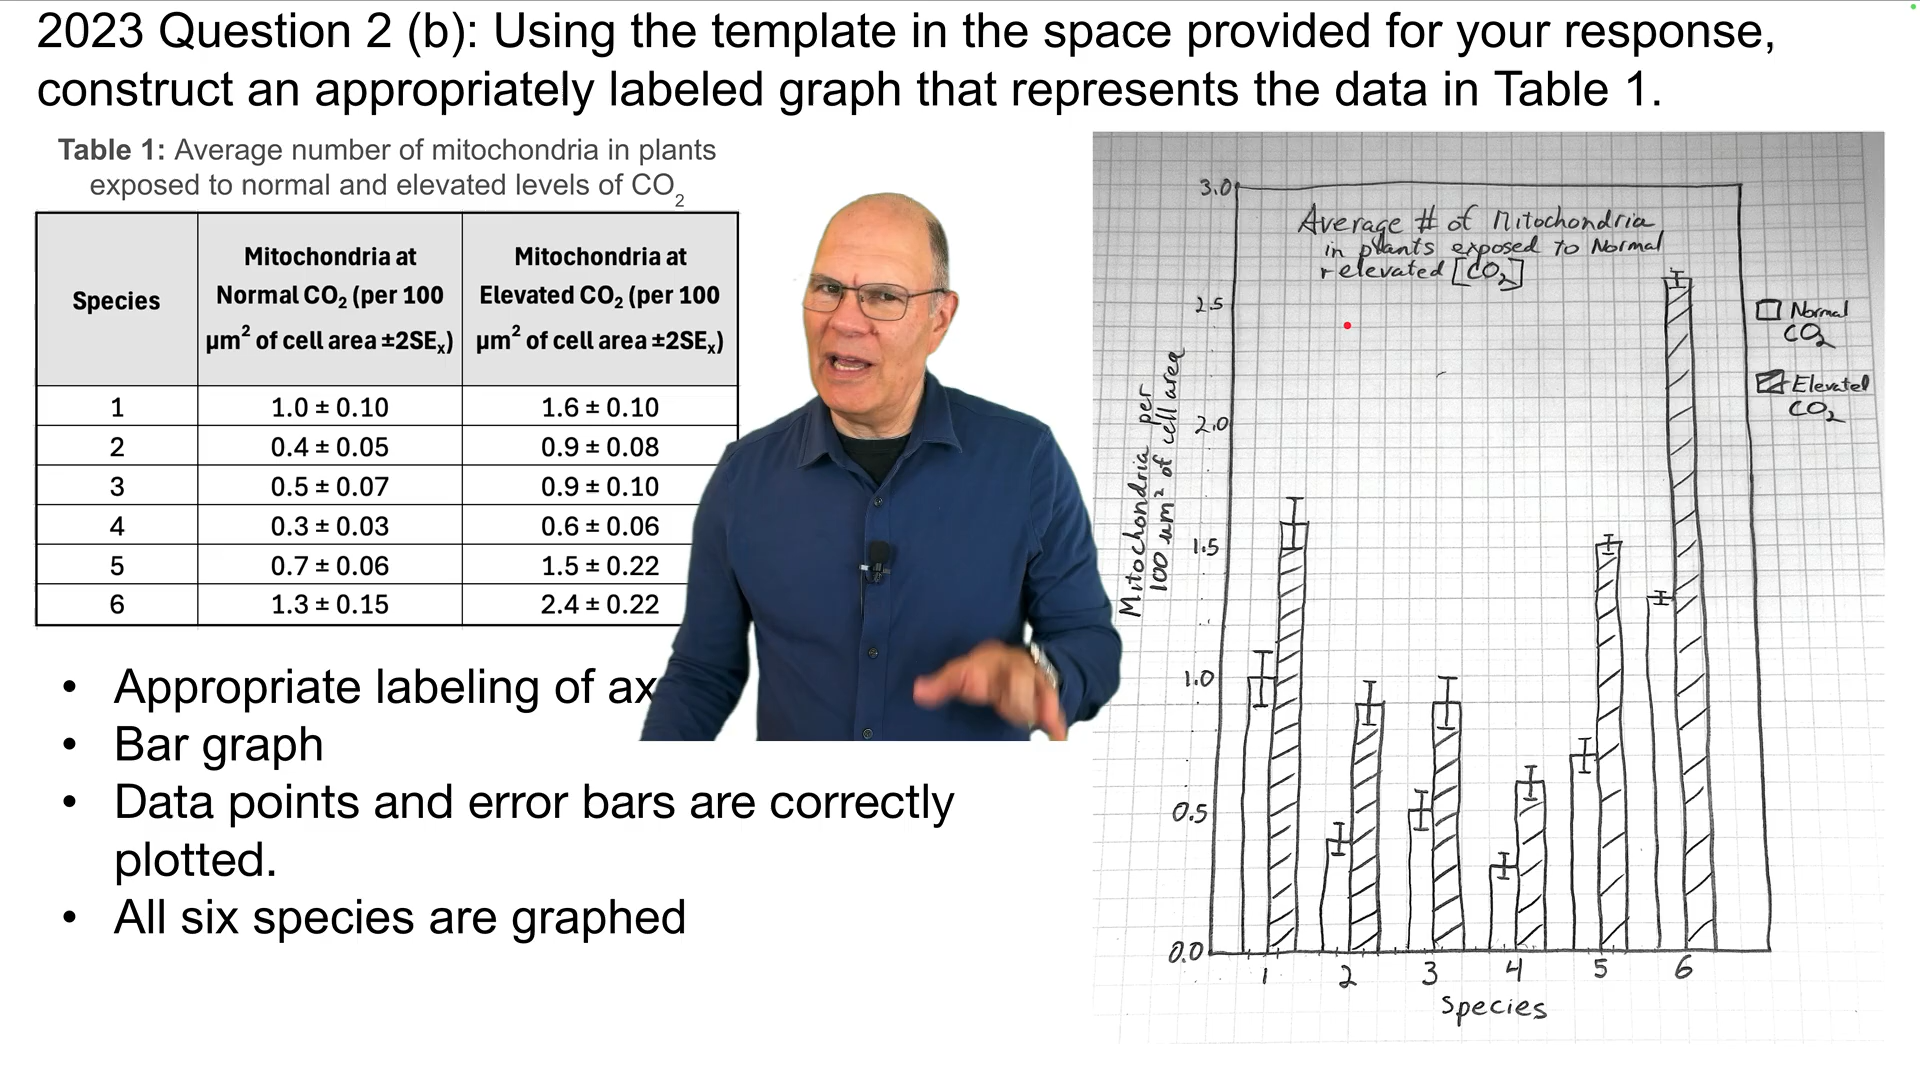 2023 Question 2 (b): Using the template in the space provided for your response,
construct an appropriately labeled graph that represents the data in Table 1.
Table 1: Average number of mitochondria in plants
exposed to normal and elevated levels of CO₂
Species
Mitochondria at
Normal CO₂ (per 100
µm² of cell area ±2SEₓ)
Mitochondria at
Elevated CO₂ (per 100
µm² of cell area ±2SEₓ)
1 1.0 ± 0.10 1.6 ± 0.10
2 0.4 ± 0.05 0.9 ± 0.08
3 0.5 ± 0.07 0.9 ± 0.10
4 0.3 ± 0.03 0.6 ± 0.06
5 0.7 ± 0.06 1.5 ± 0.22
6 1.3 ± 0.15 2.4 ± 0.22
• Appropriate labeling of ax
• Bar graph
• Data points and error bars are correctly
plotted.
• All six species are graphed
Average # of Mitochondria
in plants exposed to Normal
elevated [CO₂]
3.0
2.5
2.0
1.5
1.0
0.5
0.0
Mitochondria per
100 um² of cell area
Normal
CO₂
Elevated
CO₂
1 2 3 4 5 6
Species